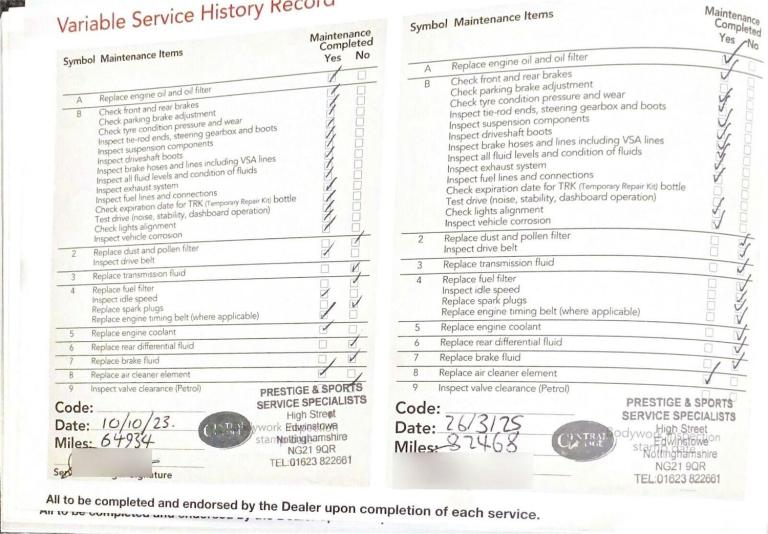 Variable Service History Record
Symbol Maintenance Items
Maintenance
Completed
Yes No
A Replace engine oil and oil filter
B Check front and rear brakes
Check parking brake adjustment
Check tyre condition pressure and wear
Inspect tie-rod ends, steering gearbox and boots
Inspect suspension components
Inspect driveshaft boots
Inspect brake hoses and lines including VSA lines
Inspect all fluid levels and condition of fluids
Inspect exhaust system
Inspect fuel lines and connections
Check expiration date for TRK (Temporary Repair Kit) bottle
Test drive (noise, stability, dashboard operation)
Check lights alignment
Inspect vehicle corrosion
2 Replace dust and pollen filter
Inspect drive belt
3 Replace transmission fluid
4 Replace fuel filter
Inspect idle speed
Replace spark plugs
Replace engine timing belt (where applicable)
5 Replace engine coolant
6 Replace rear differential fluid
7 Replace brake fluid
8 Replace air cleaner element
9 Inspect valve clearance (Petrol)
Code:
Date: 10/10/23.
Miles: 64934
PRESTIGE & SPORTS
SERVICE SPECIALISTS
High Street
Edwinstowe
Nottinghamshire
NG21 9QR
TEL:01623 822661
Symbol Maintenance Items
Maintenance
Completed
Yes No
A Replace engine oil and oil filter
B Check front and rear brakes
Check parking brake adjustment
Check tyre condition pressure and wear
Inspect tie-rod ends, steering gearbox and boots
Inspect suspension components
Inspect driveshaft boots
Inspect brake hoses and lines including VSA lines
Inspect all fluid levels and condition of fluids
Inspect exhaust system
Inspect fuel lines and connections
Check expiration date for TRK (Temporary Repair Kit) bottle
Test drive (noise, stability, dashboard operation)
Check lights alignment
Inspect vehicle corrosion
2 Replace dust and pollen filter
Inspect drive belt
3 Replace transmission fluid
4 Replace fuel filter
Inspect idle speed
Replace spark plugs
Replace engine timing belt (where applicable)
5 Replace engine coolant
6 Replace rear differential fluid
7 Replace brake fluid
8 Replace air cleaner element
9 Inspect valve clearance (Petrol)
Code:
Date: 26/3/25
Miles: 82468
PRESTIGE & SPORTS
SERVICE SPECIALISTS
High Street
Edwinstowe
Nottinghamshire
NG21 9QR
TEL:01623 822661
All to be completed and endorsed by the Dealer upon completion of each service.